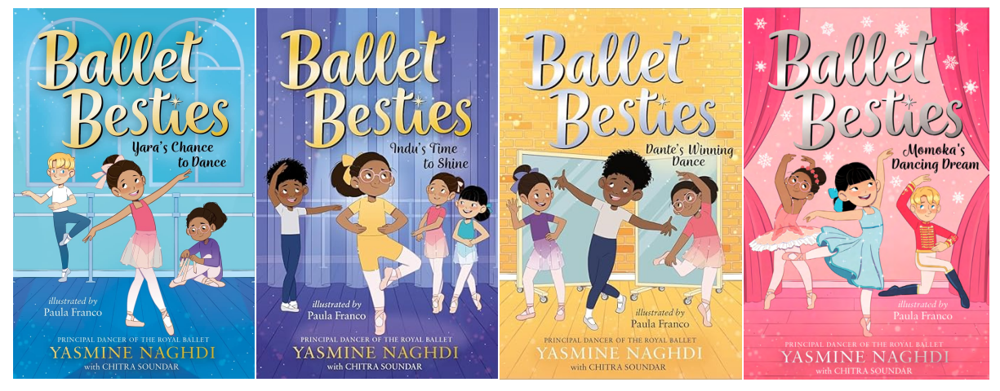 Ballet
Besties
Yara's Chance
to Dance
illustrated by
Paula Franco
PRINCIPAL DANCER OF THE ROYAL BALLET
YASMINE NAGHDI
with CHITRA SOUNDAR
Ballet
Besties
Indu's Time
to Shine
illustrated by
Paula Franco
PRINCIPAL DANCER OF THE ROYAL BALLET
YASMINE NAGHDI
with CHITRA SOUNDAR
Ballet
Besties
Dante's Winning
Dance
illustrated by
Paula Franco
PRINCIPAL DANCER OF THE ROYAL BALLET
YASMINE NAGHDI
with CHITRA SOUNDAR
Ballet
Besties
Momoka's
Dancing Dream
illustrated by
Paula Franco
PRINCIPAL DANCER OF THE ROYAL BALLET
YASMINE NAGHDI
with CHITRA SOUNDAR